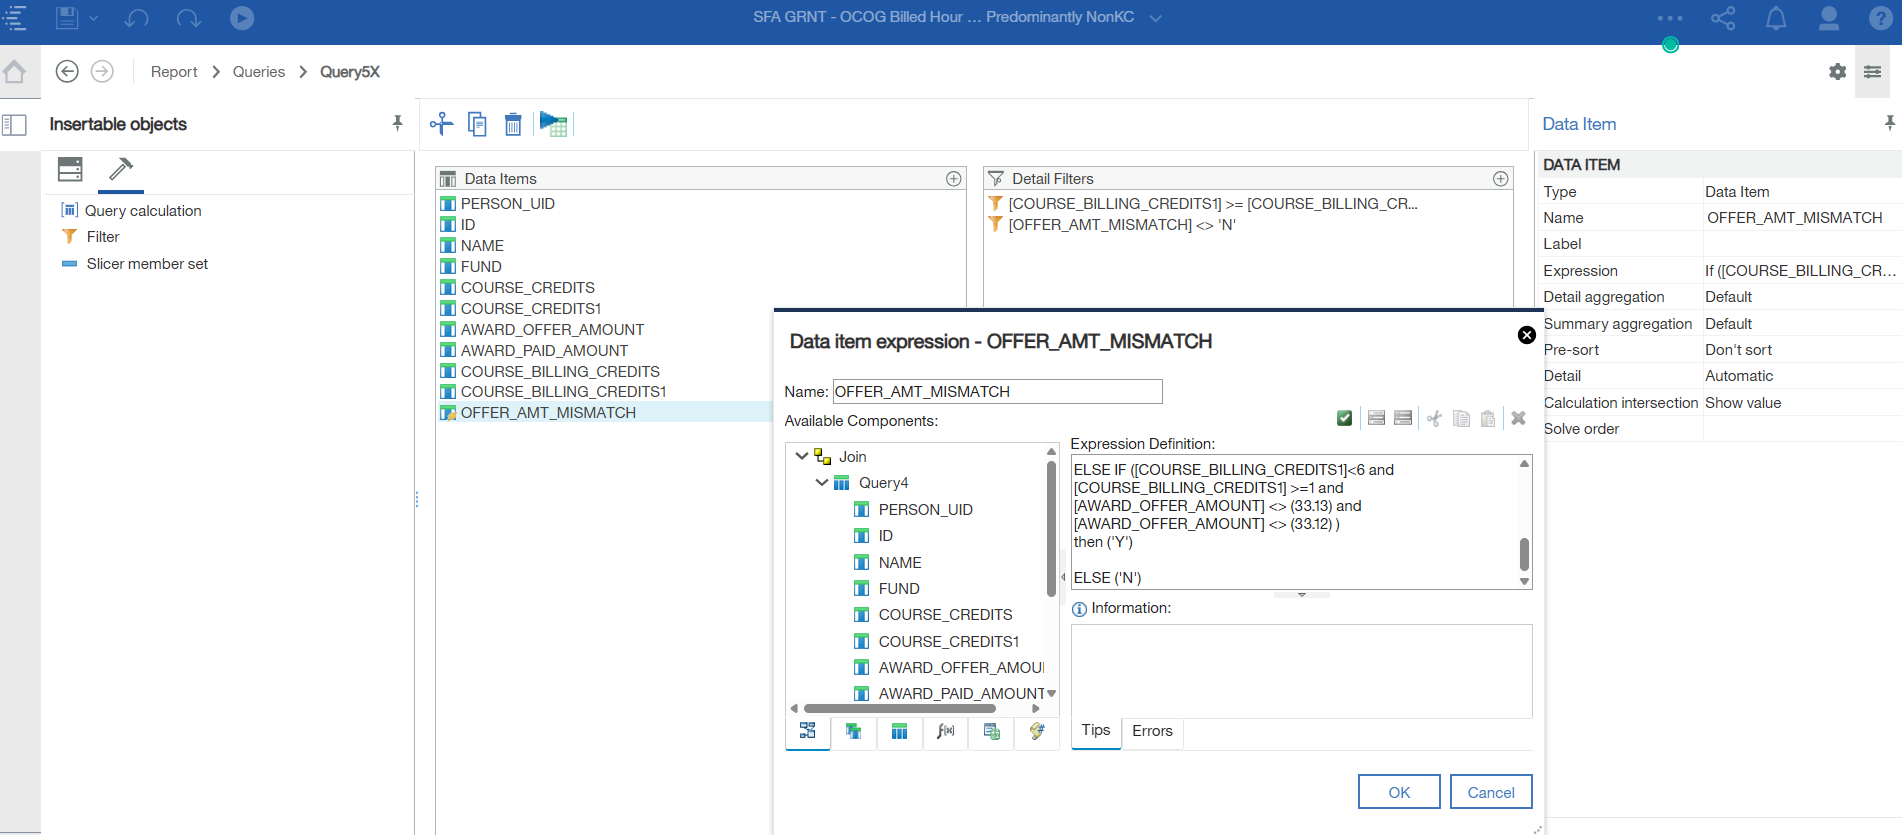 SFA GRNT - OCOG Billed Hour ... Predominantly NonKC
?
Report
Queries
Query5X
Insertable objects
Query calculation
Filter
Slicer member set
Data Items
PERSON_UID
ID
NAME
FUND
COURSE_CREDITS
COURSE_CREDITS1
AWARD_OFFER_AMOUNT
AWARD_PAID_AMOUNT
COURSE_BILLING_CREDITS
COURSE_BILLING_CREDITS1
OFFER_AMT_MISMATCH
Detail Filters
[COURSE_BILLING_CREDITS1] >= [COURSE_BILLING_CR...
[OFFER_AMT_MISMATCH] <> 'N'
Data Item
DATA ITEM
Type Data Item
Name OFFER_AMT_MISMATCH
Label
Expression If ([COURSE_BILLING_CR...
Detail aggregation Default
Summary aggregation Default
Pre-sort Don't sort
Detail Automatic
Calculation intersection Show value
Solve order
Data item expression - OFFER_AMT_MISMATCH
Name: OFFER_AMT_MISMATCH
Available Components:
Join
Query4
PERSON_UID
ID
NAME
FUND
COURSE_CREDITS
COURSE_CREDITS1
AWARD_OFFER_AMOU
AWARD_PAID_AMOUNT
Expression Definition:
ELSE IF ([COURSE_BILLING_CREDITS1]<6 and
[COURSE_BILLING_CREDITS1] >=1 and
[AWARD_OFFER_AMOUNT] <> (33.13) and
[AWARD_OFFER_AMOUNT] <> (33.12) )
then ('Y')
ELSE ('N')
Information:
Tips
Errors
OK
Cancel